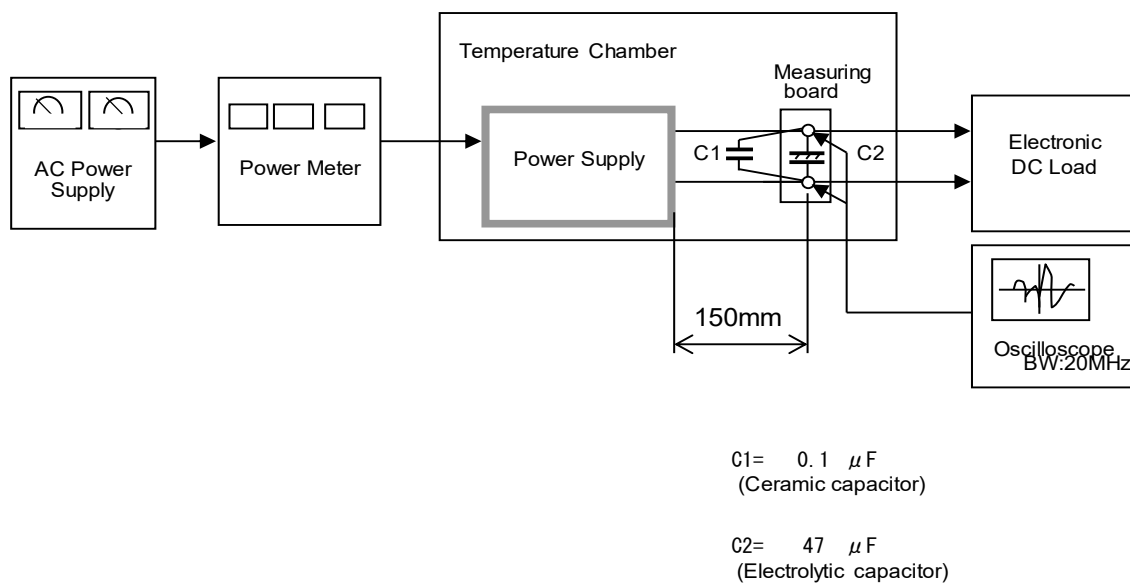 Temperature Chamber
Measuring
board
AC Power
Supply
Power Meter
Power Supply
C1
C2
Electronic
DC Load
150mm
Oscilloscope
BW:20MHz
C1= 0.1 μF
(Ceramic capacitor)
C2= 47 μF
(Electrolytic capacitor)